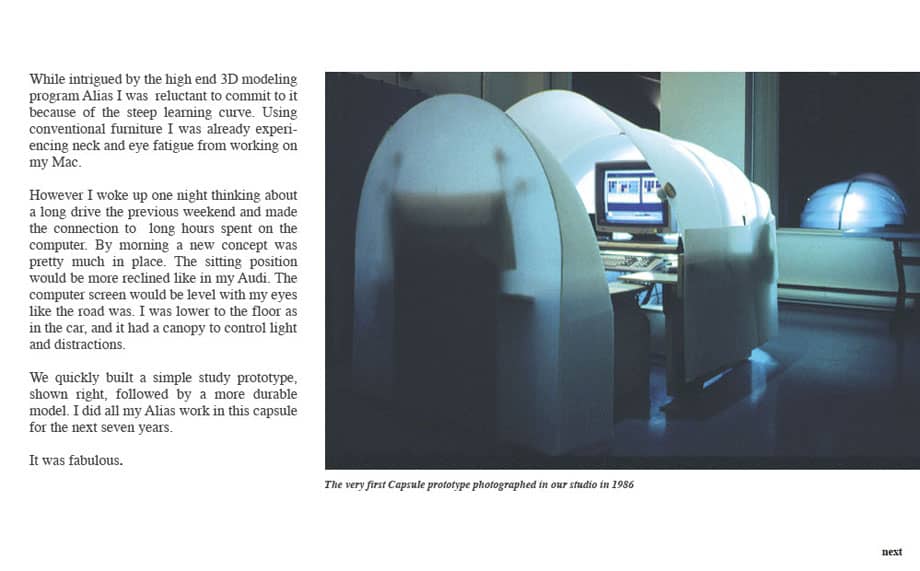 While intrigued by the high end 3D modeling
program Alias I was reluctant to commit to it
because of the steep learning curve. Using
conventional furniture I was already experi-
encing neck and eye fatigue from working on
my Mac.
However I woke up one night thinking about
a long drive the previous weekend and made
the connection to long hours spent on the
computer. By morning a new concept was
pretty much in place. The sitting position
would be more reclined like in my Audi. The
computer screen would be level with my eyes
like the road was. I was lower to the floor as
in the car, and it had a canopy to control light
and distractions.
We quickly built a simple study prototype,
shown right, followed by a more durable
model. I did all my Alias work in this capsule
for the next seven years.
It was fabulous.
The very first Capsule prototype photographed in our studio in 1986
next